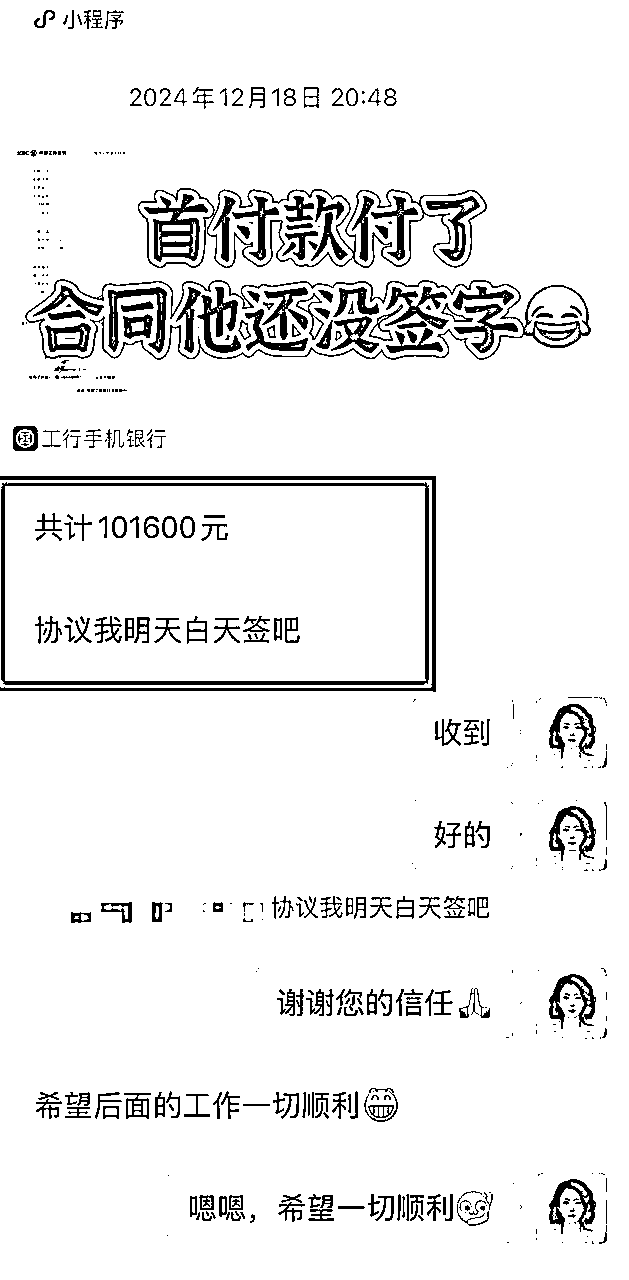 小程序
2024年12月18日 20:48
首付款付了
合同他还没签字😂
工行手机银行
共计101600元
协议我明天白天签吧
收到
好的
协议我明天白天签吧
谢谢您的信任🙏
希望后面的工作一切顺利😁
嗯嗯，希望一切顺利